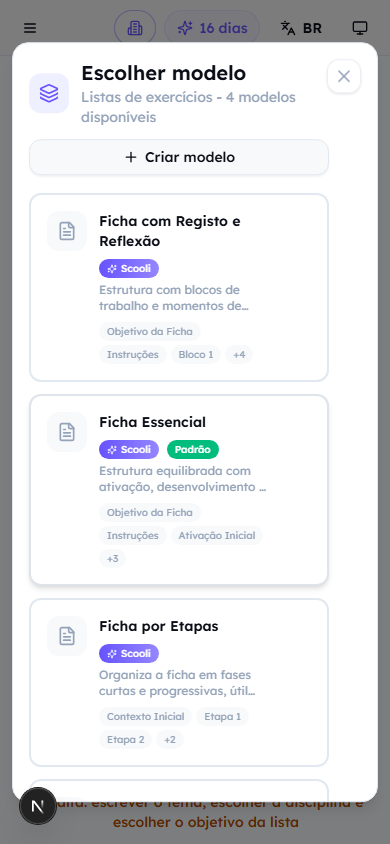 16 dias
BR
Escolher modelo
Listas de exercícios - 4 modelos
disponíveis
Criar modelo
Ficha com Registo e
Reflexão
Scooli
Estrutura com blocos de
trabalho e momentos de…
Objetivo da Ficha
Instruções Bloco 1 +4
Ficha Essencial
Scooli Padrão
Estrutura equilibrada com
ativação, desenvolvimento …
Objetivo da Ficha
Instruções Ativação Inicial
+3
Ficha por Etapas
Scooli
Organiza a ficha em fases
curtas e progressivas, útil…
Contexto Inicial Etapa 1
Etapa 2 +2
N
escrever o tema, escolher a disciplina e
escolher o objetivo da lista